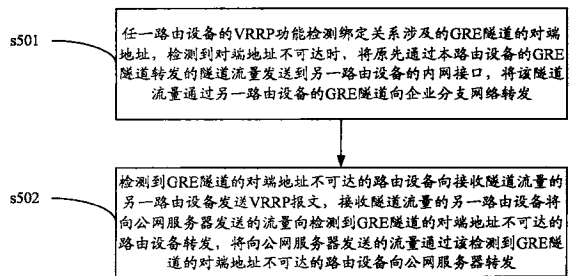 s501
任一路由设备的VRRP功能检测绑定关系涉及的GRE隧道的对端
地址，检测到对端地址不可达时，将原先通过本路由设备的GRE
隧道转发的隧道流量发送到另一路由设备的内网接口，将该隧道
流量通过另一路由设备的GRE隧道向企业分支网络转发
s502
检测到GRE隧道的对端地址不可达的路由设备向接收隧道流量的
另一路由设备发送VRRP报文，接收隧道流量的另一路由设备将
向公网服务器发送的流量向检测到GRE隧道的对端地址不可达的
路由设备转发，将向公网服务器发送的流量通过该检测到GRE隧
道的对端地址不可达的路由设备向公网服务器转发